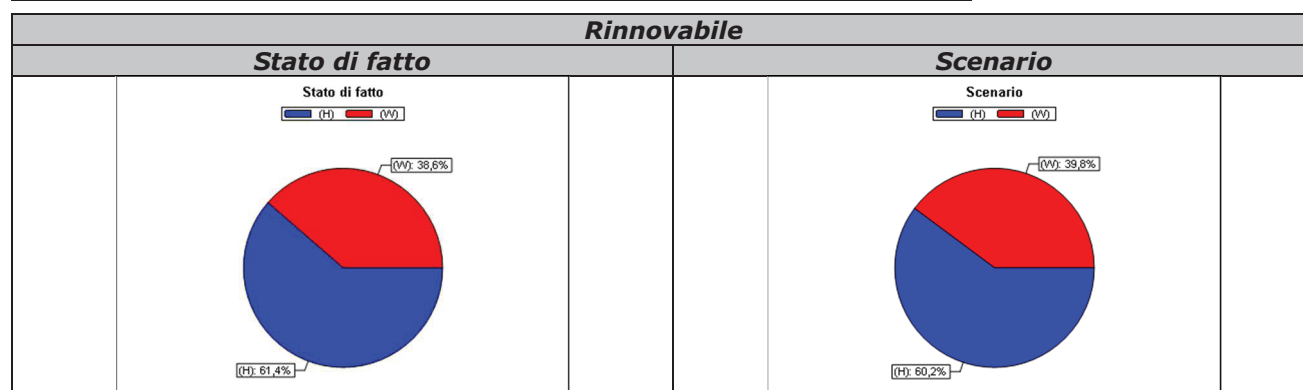 Rinnovabile
Stato di fatto
Scenario
Stato di fatto
(H) (W)
(W): 38,6%
(H): 61,4%
Scenario
(H) (W)
(W): 39,8%
(H): 60,2%